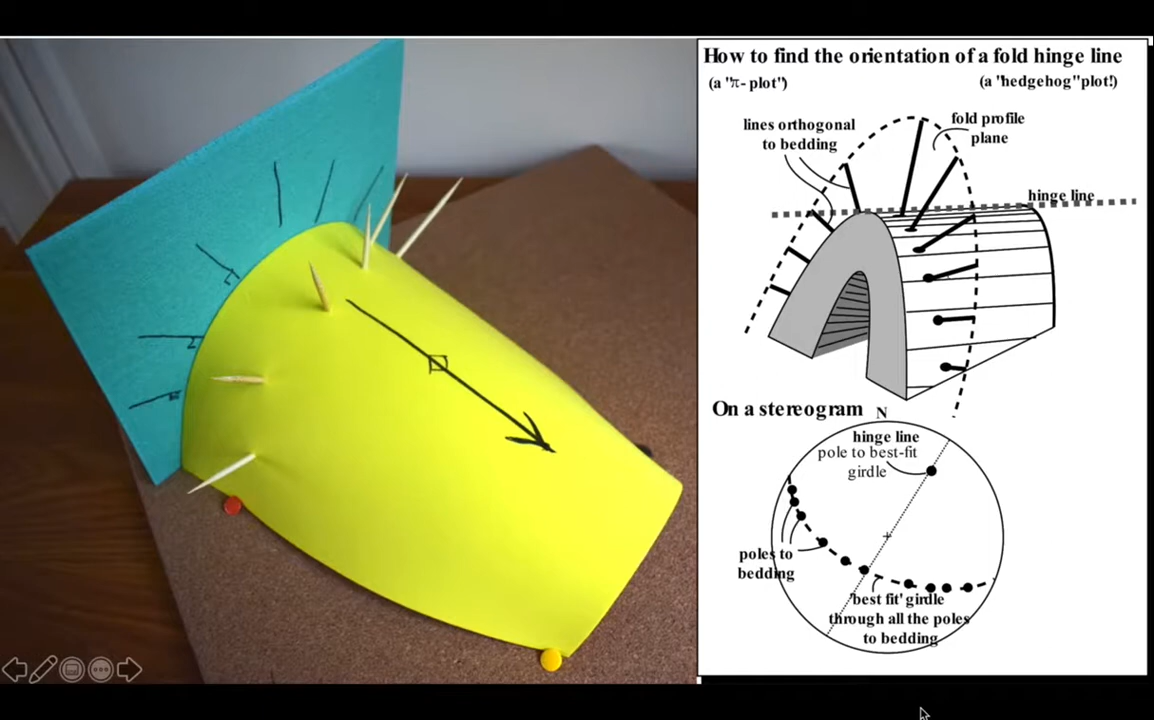 How to find the orientation of a fold hinge line
(a "π- plot")
(a "hedgehog" plot!)
lines orthogonal
to bedding
fold profile
plane
hinge line
On a stereogram
N
hinge line
pole to best-fit
girdle
poles to
bedding
'best fit' girdle
through all the poles
to bedding